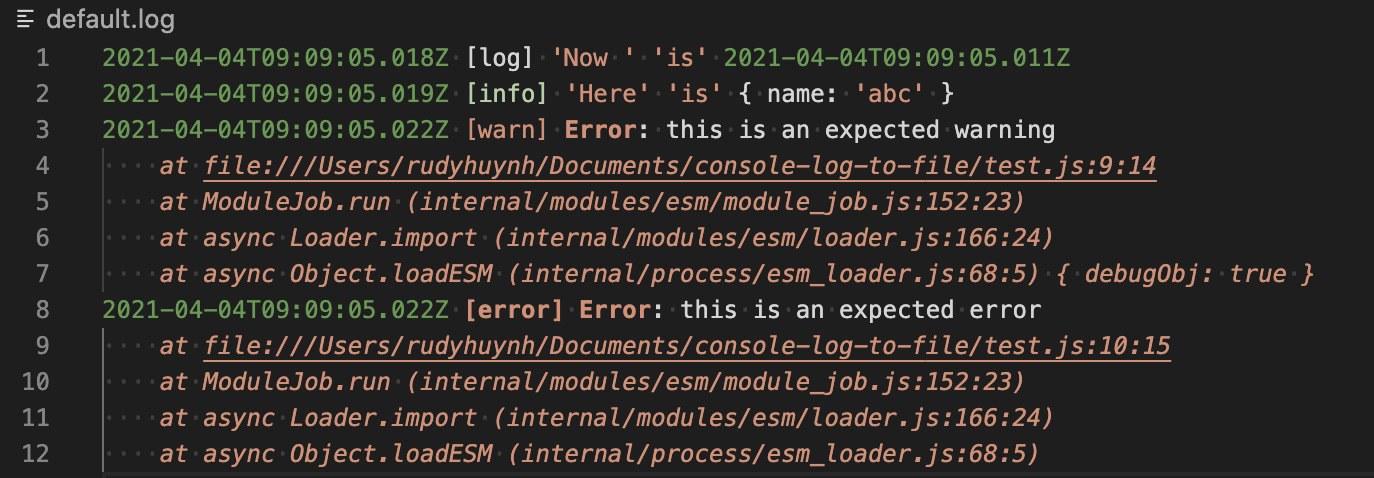 default.log
1 2021-04-04T09:09:05.018Z [log] 'Now ' 'is' 2021-04-04T09:09:05.011Z
2 2021-04-04T09:09:05.019Z [info] 'Here' 'is' { name: 'abc' }
3 2021-04-04T09:09:05.022Z [warn] Error: this is an expected warning
4     at file:///Users/rudyhuynh/Documents/console-log-to-file/test.js:9:14
5     at ModuleJob.run (internal/modules/esm/module_job.js:152:23)
6     at async Loader.import (internal/modules/esm/loader.js:166:24)
7     at async Object.loadESM (internal/process/esm_loader.js:68:5) { debugObj: true }
8 2021-04-04T09:09:05.022Z [error] Error: this is an expected error
9     at file:///Users/rudyhuynh/Documents/console-log-to-file/test.js:10:15
10     at ModuleJob.run (internal/modules/esm/module_job.js:152:23)
11     at async Loader.import (internal/modules/esm/loader.js:166:24)
12     at async Object.loadESM (internal/process/esm_loader.js:68:5)